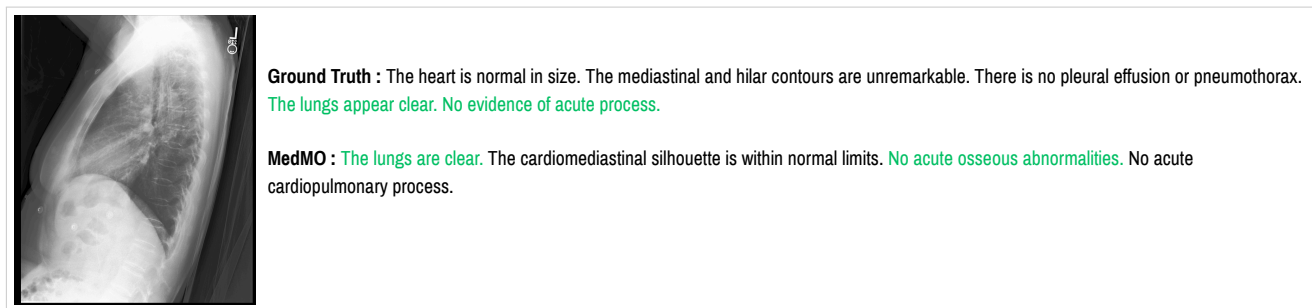 Ground Truth : The heart is normal in size. The mediastinal and hilar contours are unremarkable. There is no pleural effusion or pneumothorax.
The lungs appear clear. No evidence of acute process.
MedMO : The lungs are clear. The cardiomediastinal silhouette is within normal limits. No acute osseous abnormalities. No acute
cardiopulmonary process.